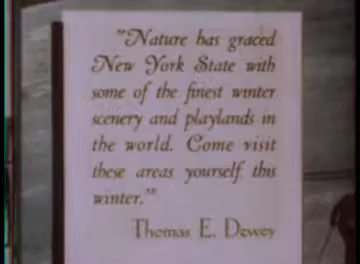 "Nature has graced
New York State with
some of the finest winter
scenery and playlands in
the world. Come visit
these areas yourself this
winter."
Thomas E. Dewey